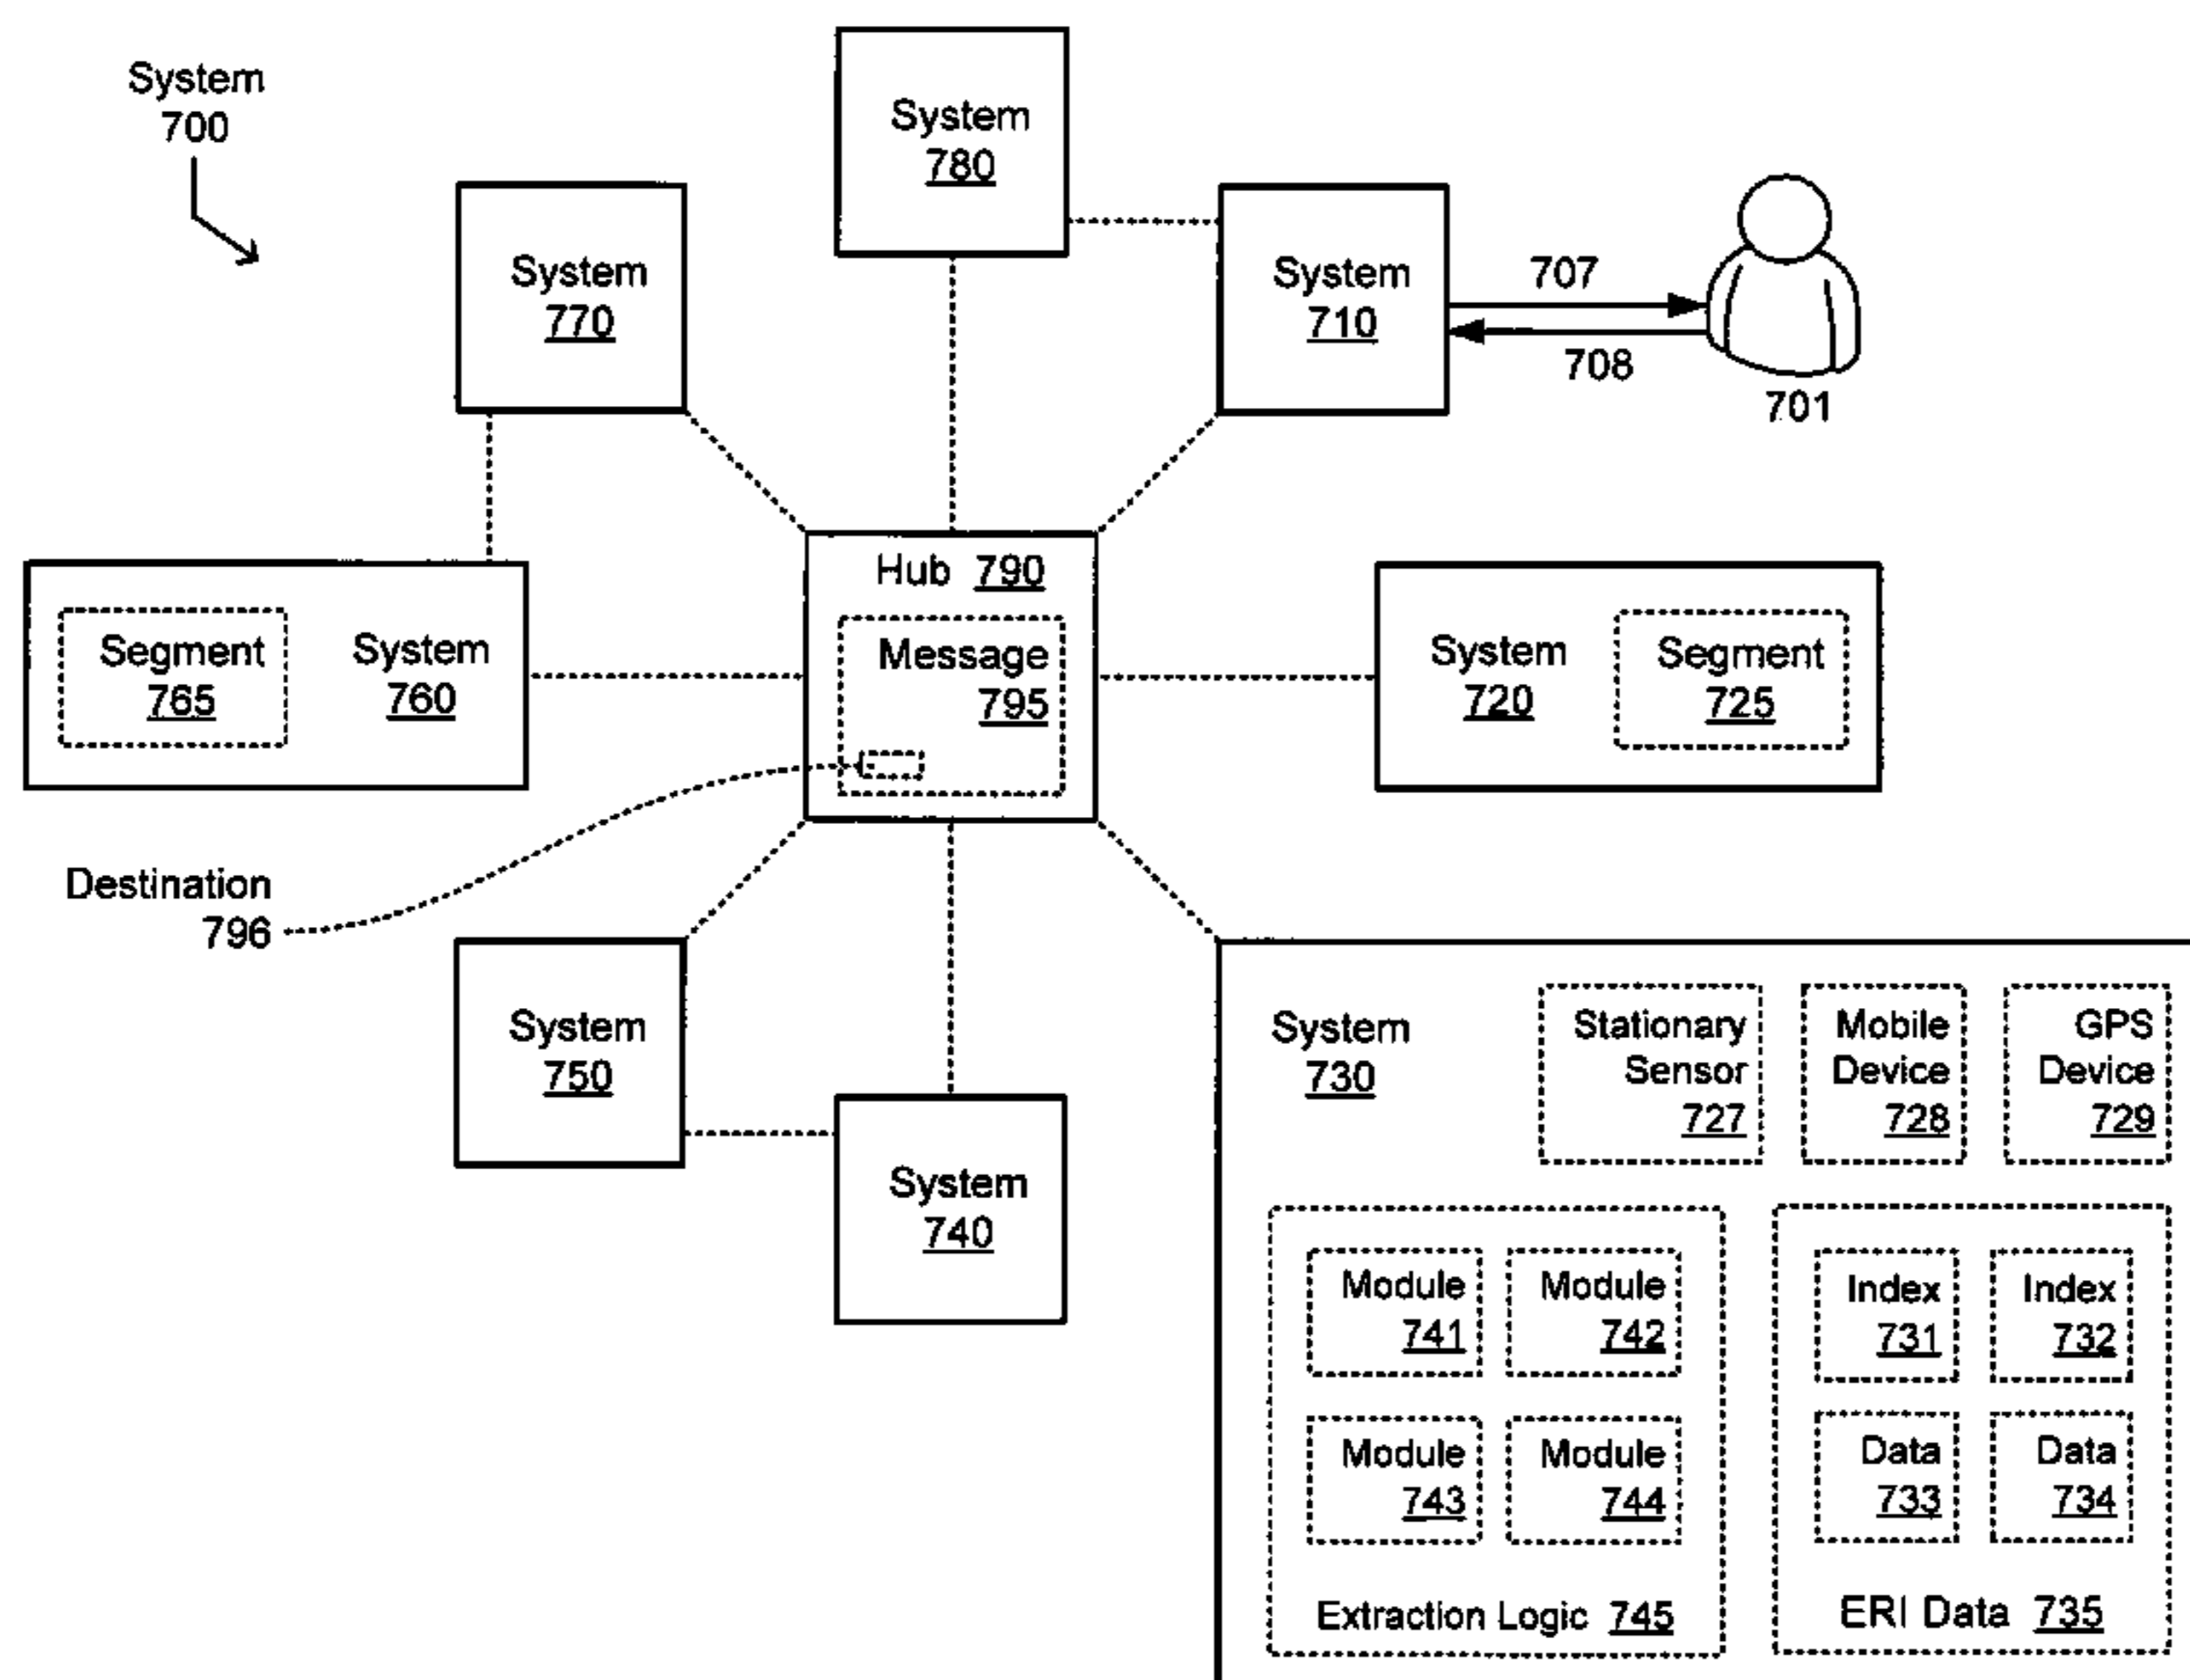 System
700
System
780
System
770
System
710
707
708
701
Hub 790
Message
795
Segment
765
System
760
System
720
Segment
725
Destination
796
System
750
System
740
System
730
Stationary
Sensor
727
Mobile
Device
728
GPS
Device
729
Module
741
Module
742
Module
743
Module
744
Extraction Logic 745
Index
731
Index
732
Data
733
Data
734
ERI Data 735